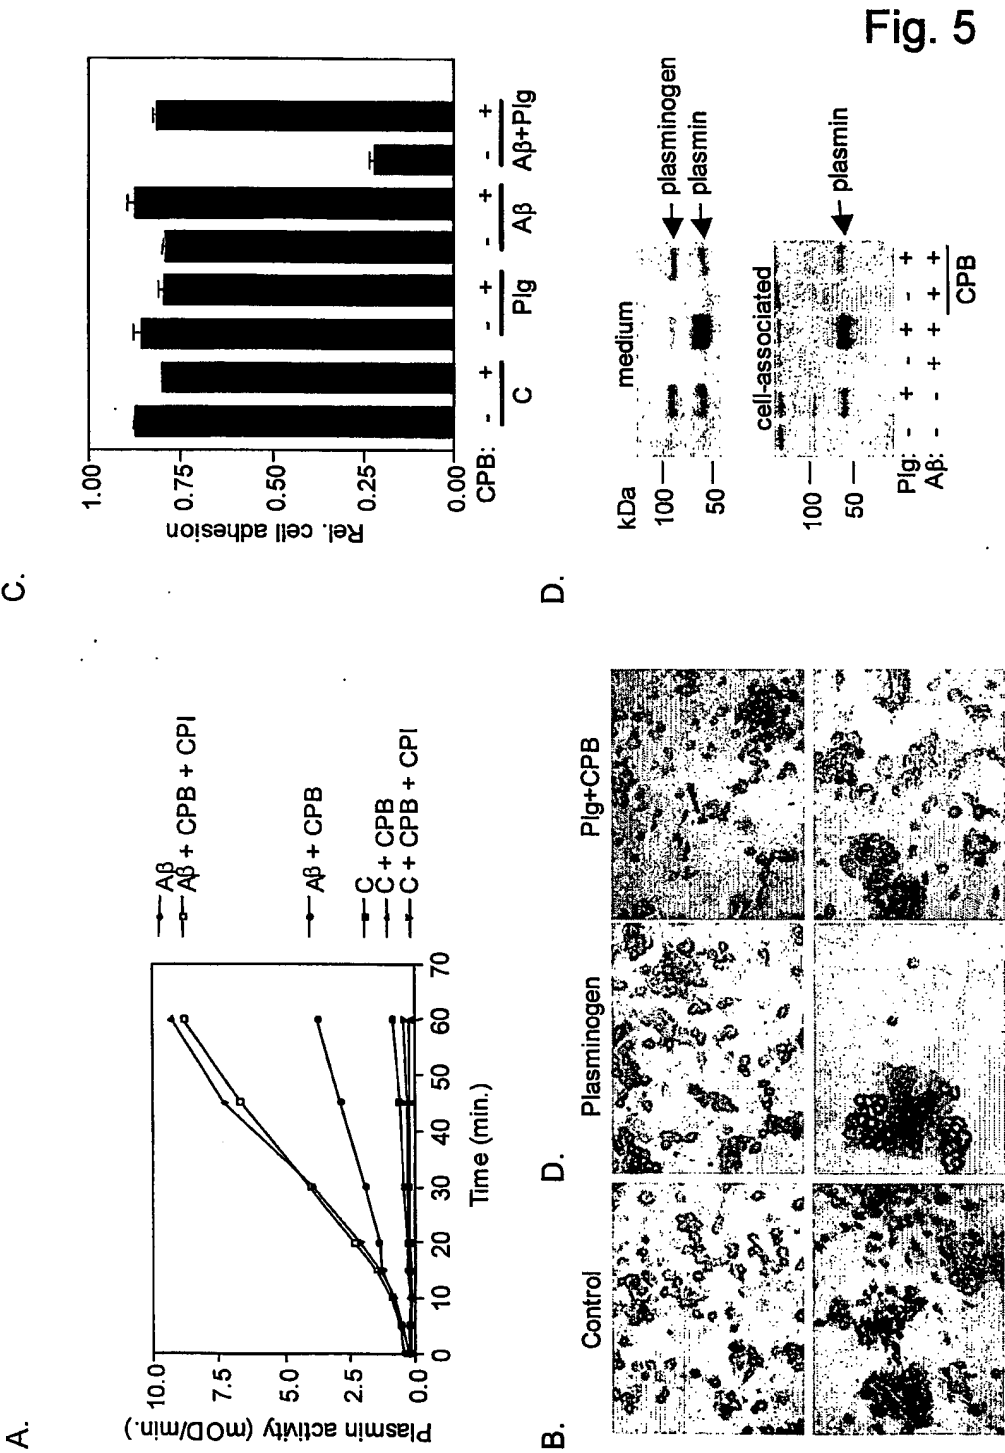 Fig. 5
A.
Plasmin activity (mOD/min.)
10.0
7.5
5.0
2.5
0.0
0 10 20 30 40 50 60 70
Time (min.)
Aβ
Aβ + CPB + CPI
Aβ + CPB
C
C + CPB
C + CPB + CPI
B.
Control
D.
Plasminogen
Plg+CPB
C.
Rel. cell adhesion
1.00
0.75
0.50
0.25
0.00
CPB: - + - + - + - +
C Plg Aβ Aβ+Plg
D.
kDa
medium
100
50
plasminogen
plasmin
cell-associated
100
50
plasmin
Plg: - + - + - +
Aβ: - - + + + +
CPB